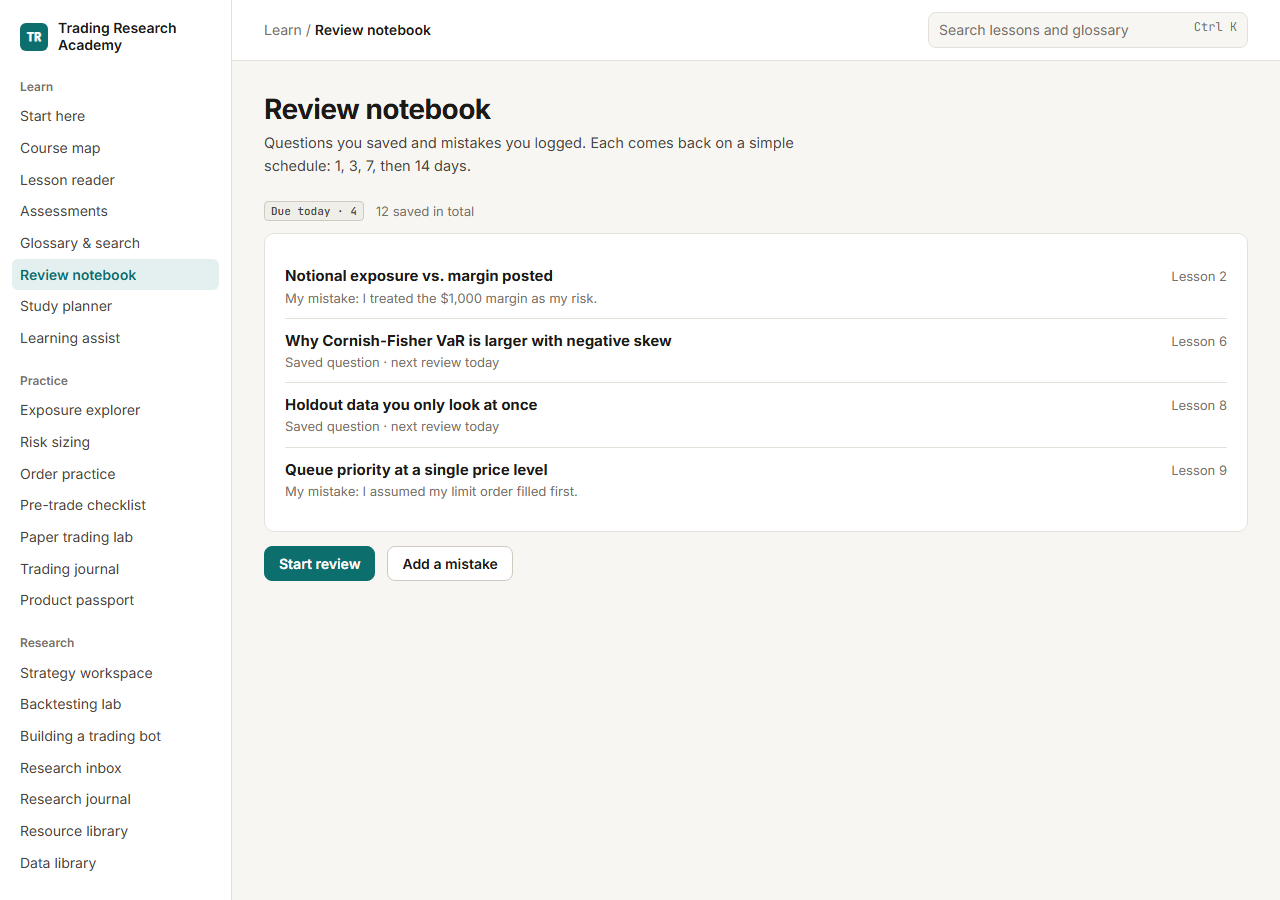 TR
Trading Research
Academy
Learn
Start here
Course map
Lesson reader
Assessments
Glossary & search
Review notebook
Study planner
Learning assist
Practice
Exposure explorer
Risk sizing
Order practice
Pre-trade checklist
Paper trading lab
Trading journal
Product passport
Research
Strategy workspace
Backtesting lab
Building a trading bot
Research inbox
Research journal
Resource library
Data library
Learn / Review notebook
Search lessons and glossary Ctrl K
Review notebook
Questions you saved and mistakes you logged. Each comes back on a simple
schedule: 1, 3, 7, then 14 days.
Due today · 4 12 saved in total
Notional exposure vs. margin posted Lesson 2
My mistake: I treated the $1,000 margin as my risk.
Why Cornish-Fisher VaR is larger with negative skew Lesson 6
Saved question · next review today
Holdout data you only look at once Lesson 8
Saved question · next review today
Queue priority at a single price level Lesson 9
My mistake: I assumed my limit order filled first.
Start review Add a mistake